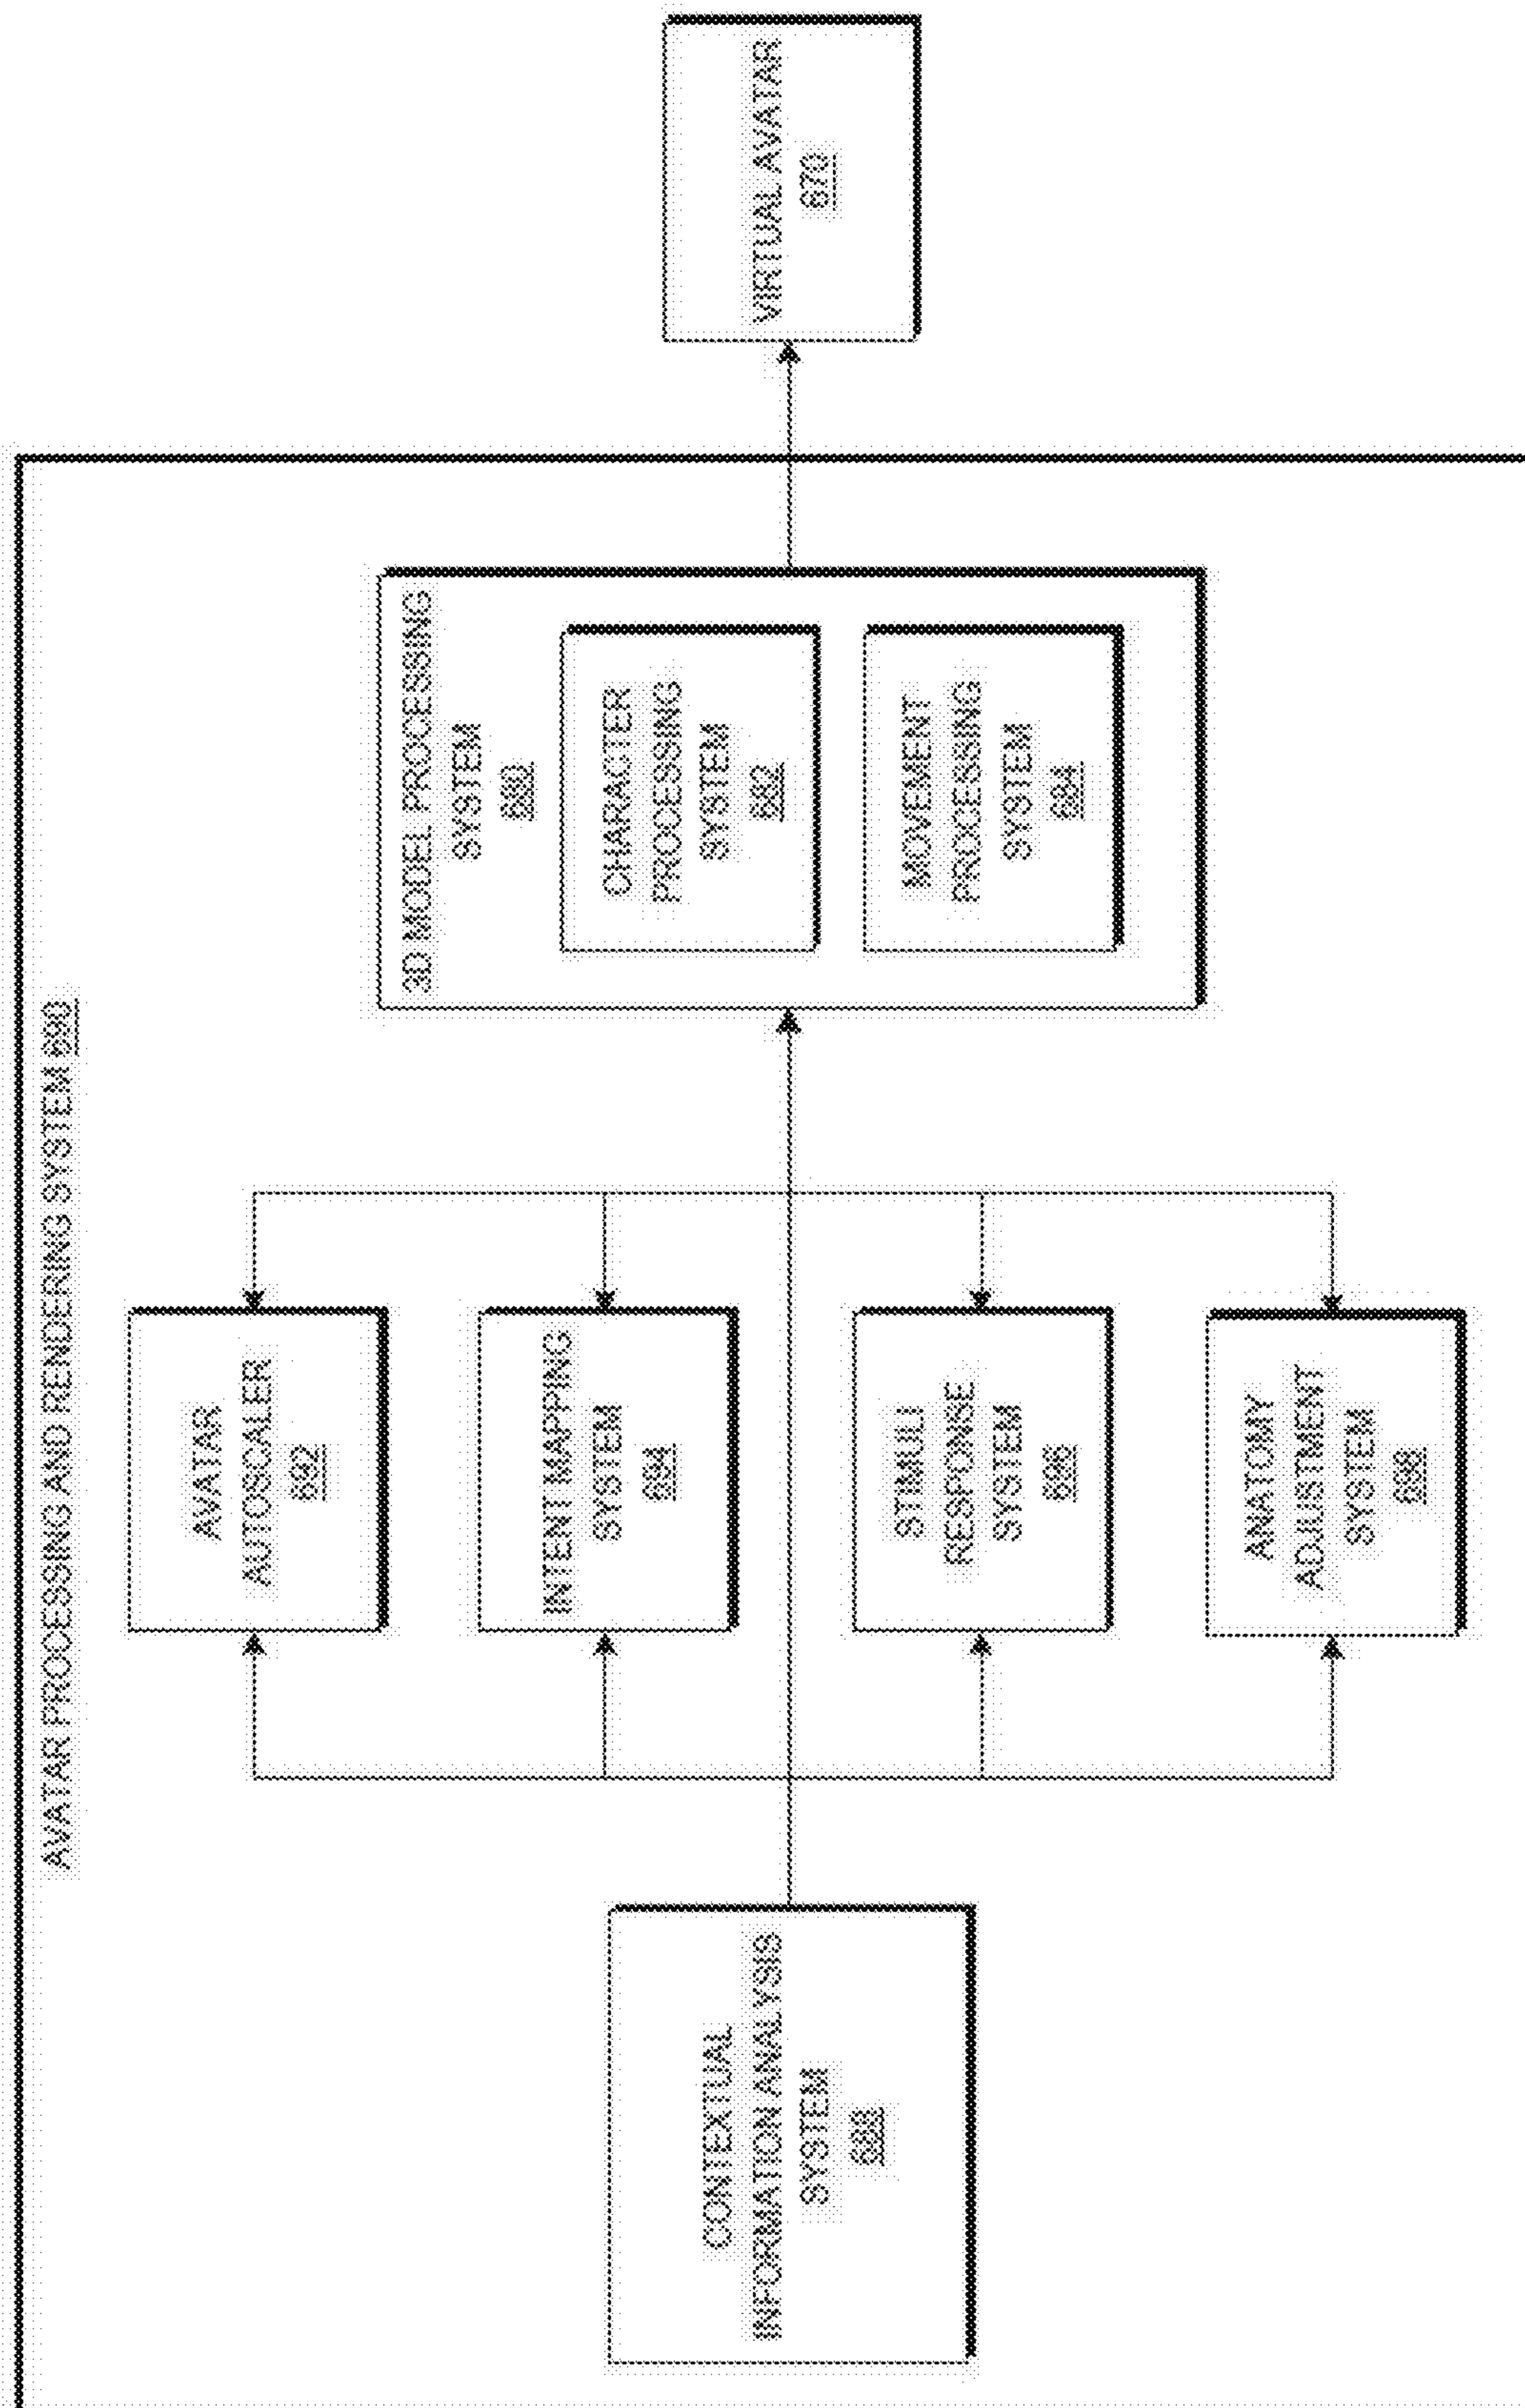 AVATAR PROCESSING AND RENDERING SYSTEM 690
CONTEXTUAL
INFORMATION ANALYSIS
SYSTEM
688
AVATAR
AUTOSCALER
692
INTENT MAPPING
SYSTEM
694
STIMULI
RESPONSE
SYSTEM
696
ANATOMY
ADJUSTMENT
SYSTEM
698
3D MODEL PROCESSING
SYSTEM
680
CHARACTER
PROCESSING
SYSTEM
682
MOVEMENT
PROCESSING
SYSTEM
684
VIRTUAL AVATAR
670